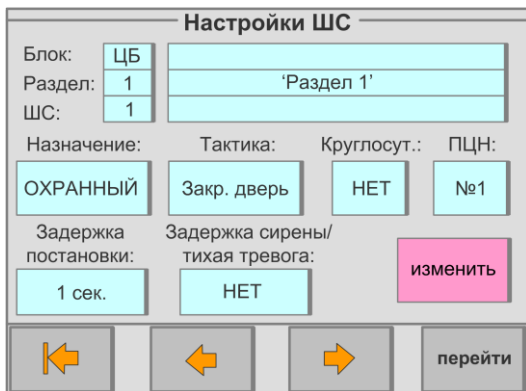 Настройки ШС
Блок: ЦБ
Раздел: 1 ‘Раздел 1’
ШС: 1
Назначение: Тактика: Круглосут.: ПЦН:
ОХРАННЫЙ Закр. дверь НЕТ №1
Задержка Задержка сирены/
постановки: тихая тревога:
1 сек. НЕТ изменить
перейти